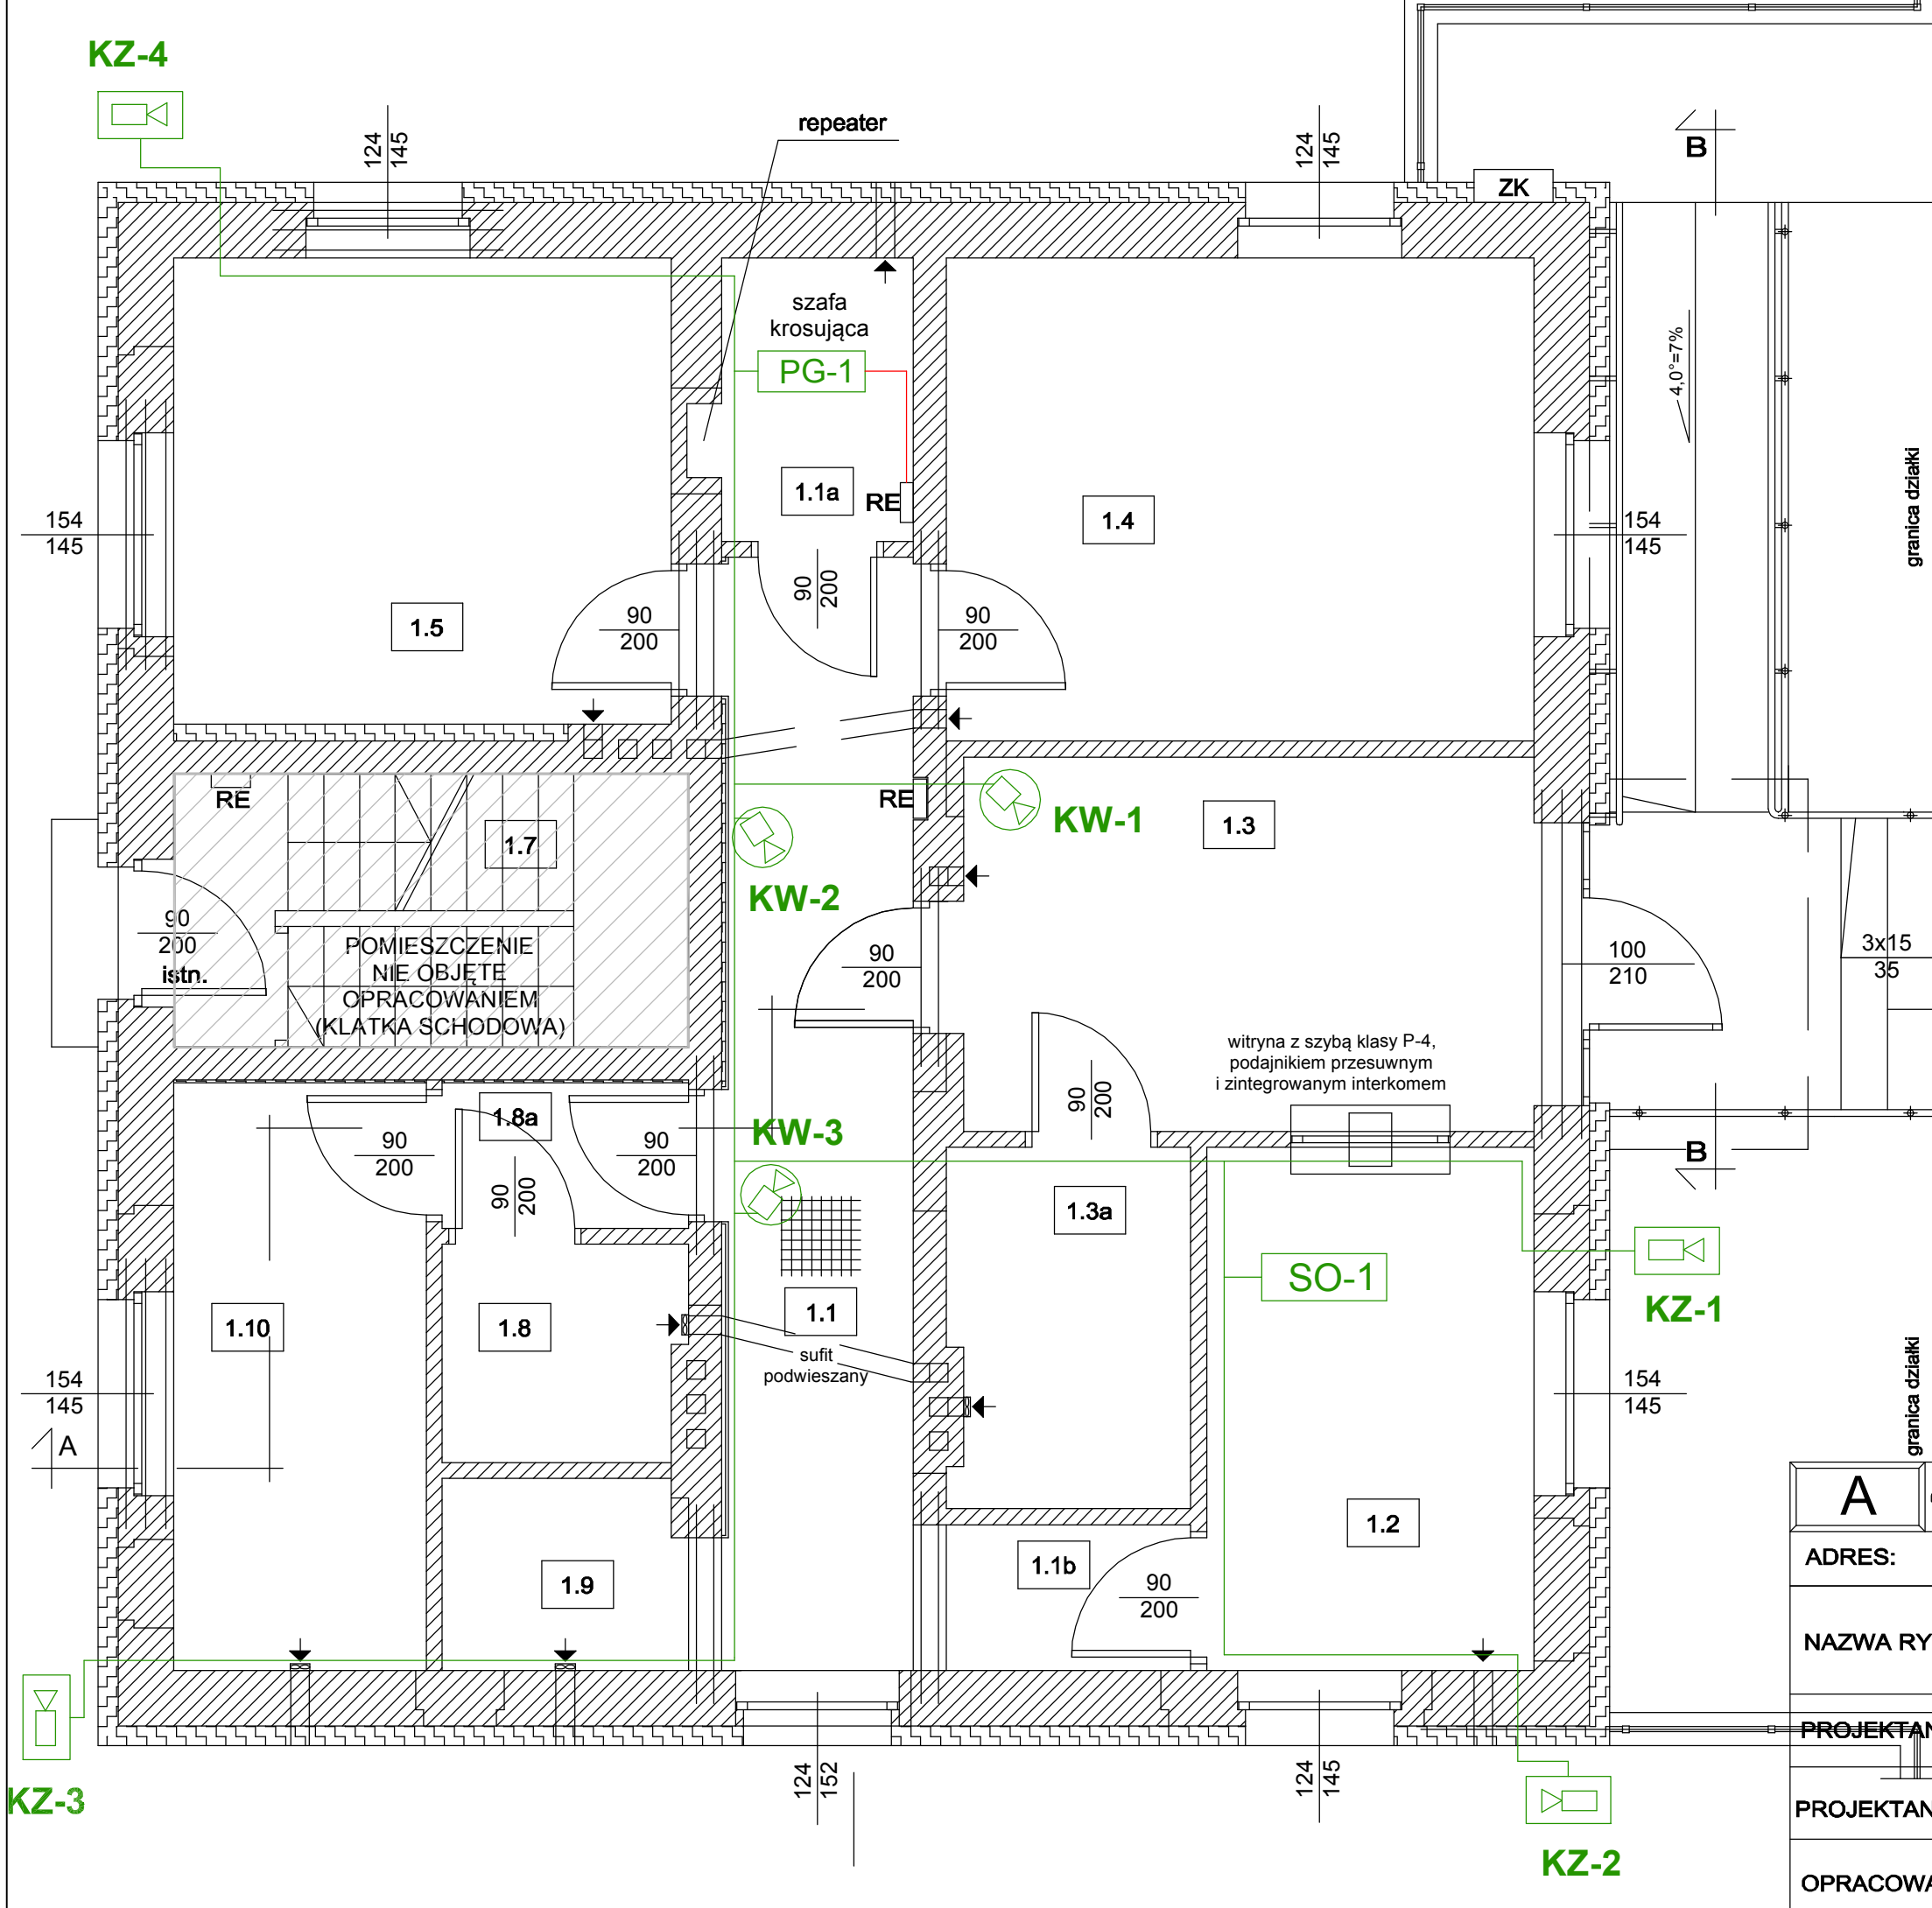 KZ-4
124
145
repeater
124
145
B
ZK
szafa
krosująca
PG-1
4,0°=7%
granica działki
1.1a
RE
1.4
154
145
154
145
90
200
1.5
90
200
90
200
RE
RE
KW-1
1.3
1.7
KW-2
90
200
istn.
POMIESZCZENIE
NIE OBJĘTE
OPRACOWANIEM
(KLATKA SCHODOWA)
90
200
100
210
3x15
35
witryna z szybą klasy P-4,
podajnikiem przesuwnym
i zintegrowanym interkomem
90
200
1.8a
KW-3
90
200
90
200
90
200
B
1.3a
SO-1
KZ-1
1.10
1.8
1.1
sufit
podwieszany
154
145
154
145
granica działki
A
A
1.2
1.1b
1.9
90
200
ADRES:
NAZWA RY
PROJEKTAN
KZ-3
124
152
124
145
PROJEKTAN
KZ-2
OPRACOWA